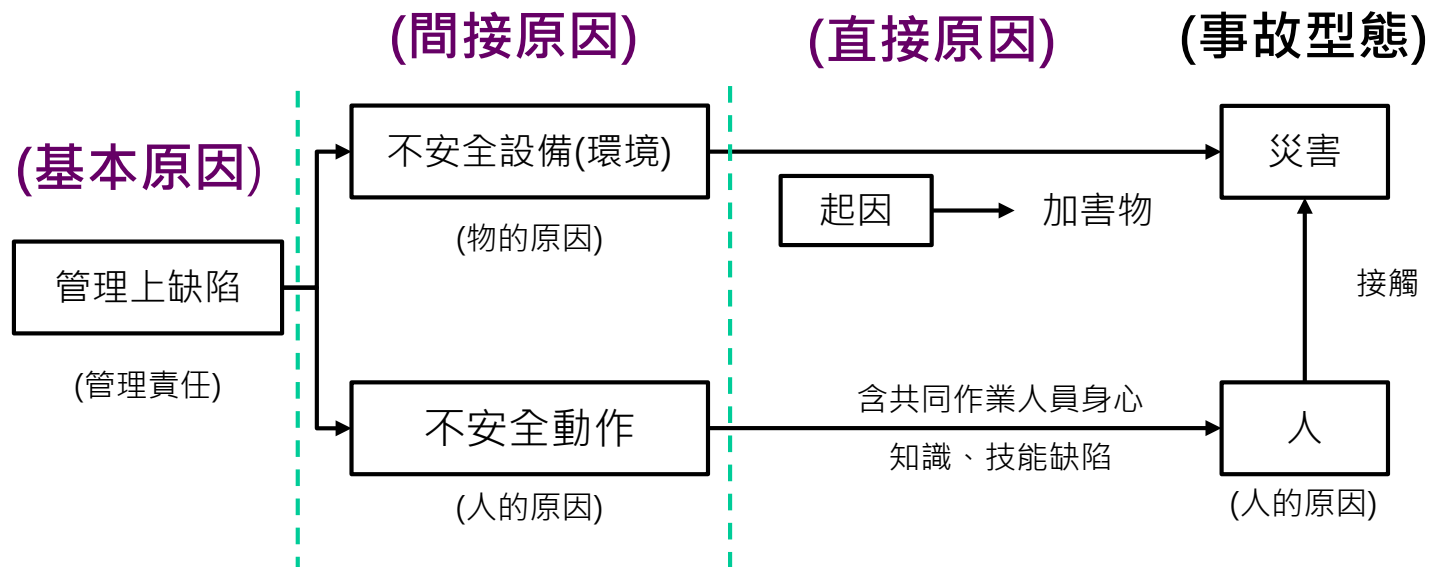 (間接原因)
(直接原因)
(事故型態)
(基本原因)
不安全設備(環境)
災害
(物的原因)
起因
加害物
管理上缺陷
接觸
(管理責任)
不安全動作
含共同作業人員身心
知識、技能缺陷
人
(人的原因)
(人的原因)